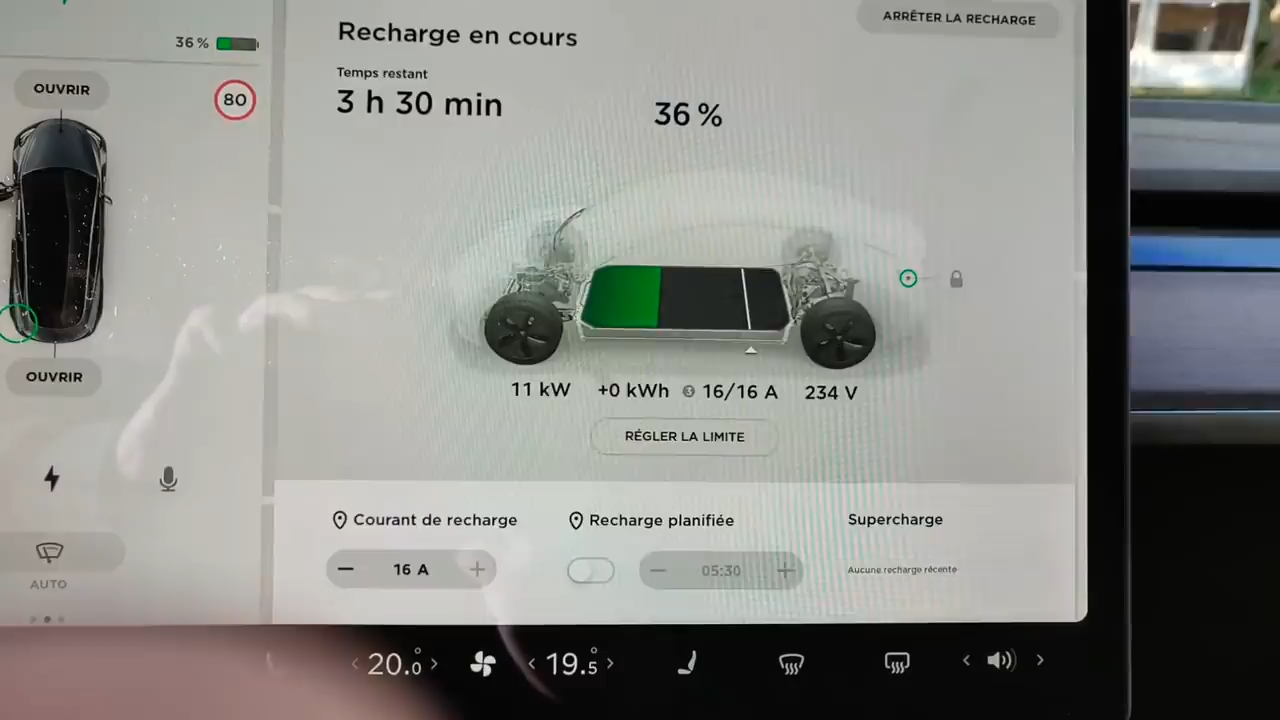 36 %
OUVRIR
80
OUVRIR
AUTO
Recharge en cours
ARRÊTER LA RECHARGE
Temps restant
3 h 30 min
36 %
11 kW +0 kWh 3 16/16 A 234 V
RÉGLER LA LIMITE
Courant de recharge
16 A
Recharge planifiée
05:30
Supercharge
Aucune recharge récente
20.0° 19.5°